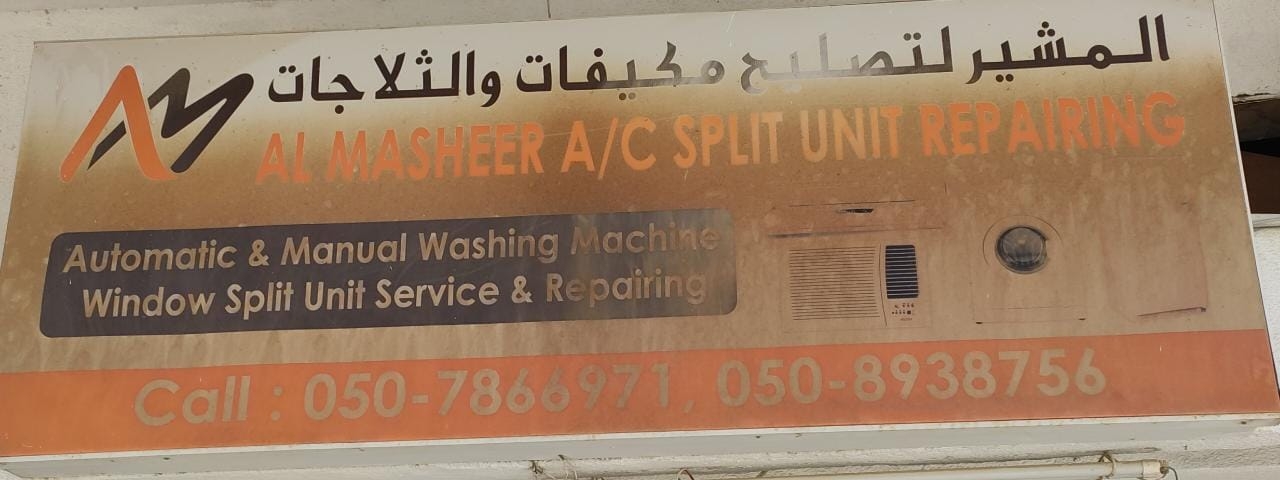 المشير لتصليح مكيفات والثلاجات
AM
AL MASHEER A/C SPLIT UNIT REPAIRING
Automatic & Manual Washing Machine
Window Split Unit Service & Repairing
Call : 050-7866971, 050-8938756